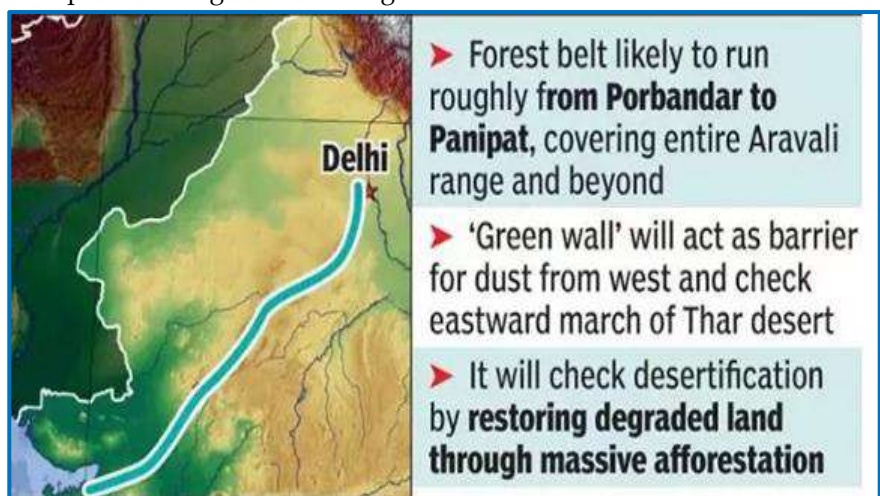 Delhi
➤ Forest belt likely to run
roughly from Porbandar to
Panipat, covering entire Aravali
range and beyond
➤ ‘Green wall’ will act as barrier
for dust from west and check
eastward march of Thar desert
➤ It will check desertification
by restoring degraded land
through massive afforestation